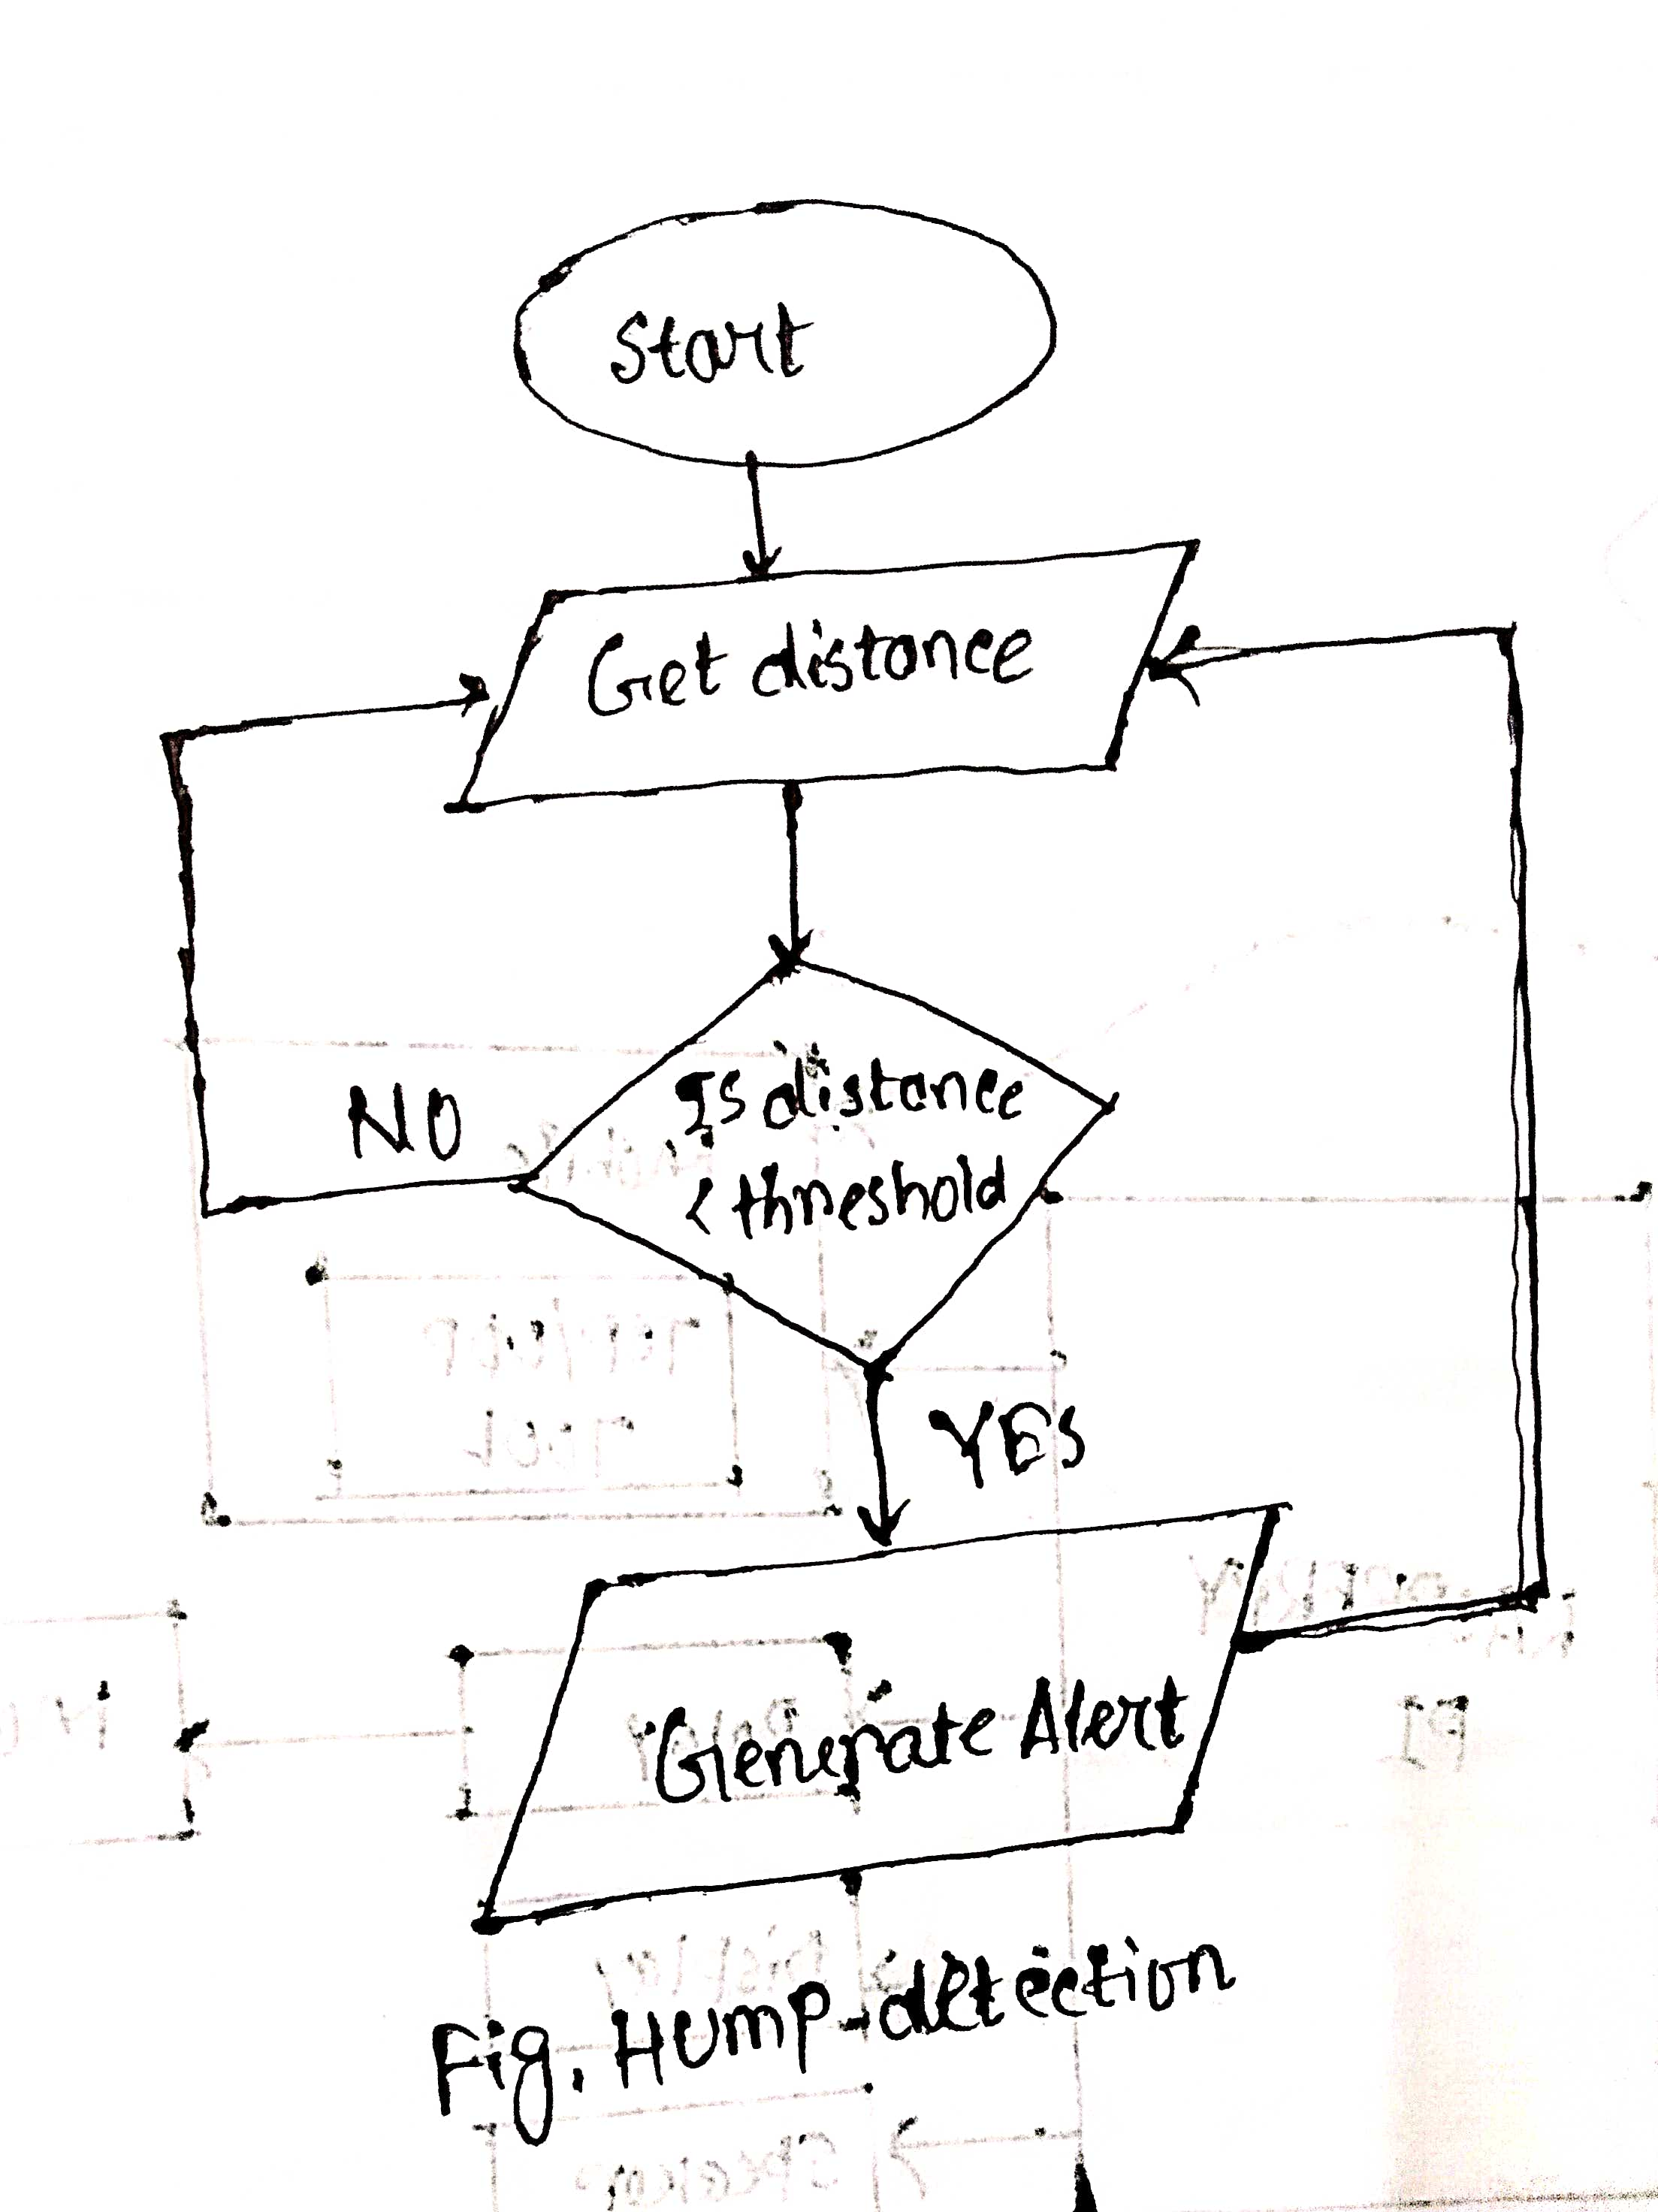 Start
Get distance
Is distance
< threshold
NO
YES
Generate Alert
Fig. Hump-detection